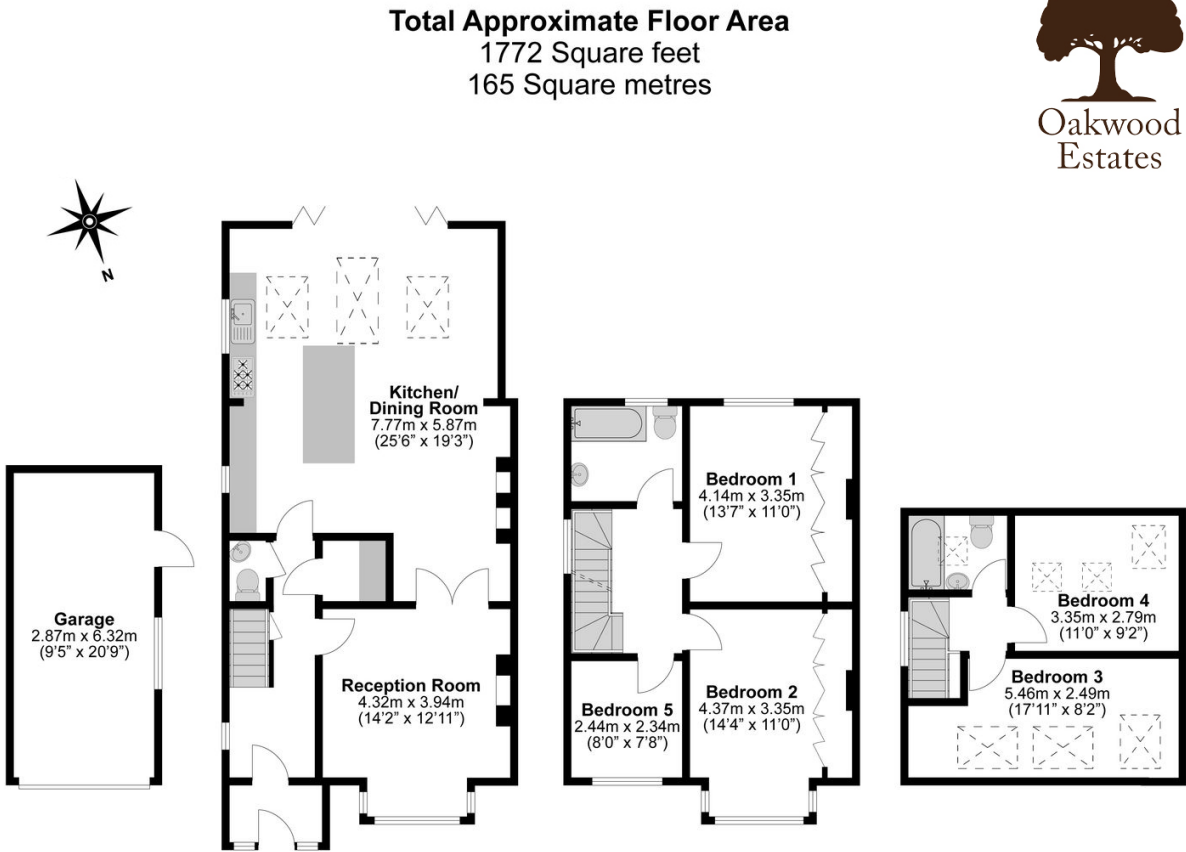 Total Approximate Floor Area
1772 Square feet
165 Square metres
Oakwood
Estates
N
Kitchen/
Dining Room
7.77m x 5.87m
(25'6" x 19'3")
Garage
2.87m x 6.32m
(9'5" x 20'9")
Reception Room
4.32m x 3.94m
(14'2" x 12'11")
Bedroom 1
4.14m x 3.35m
(13'7" x 11'0")
Bedroom 5
2.44m x 2.34m
(8'0" x 7'8")
Bedroom 2
4.37m x 3.35m
(14'4" x 11'0")
Bedroom 4
3.35m x 2.79m
(11'0" x 9'2")
Bedroom 3
5.46m x 2.49m
(17'11" x 8'2")